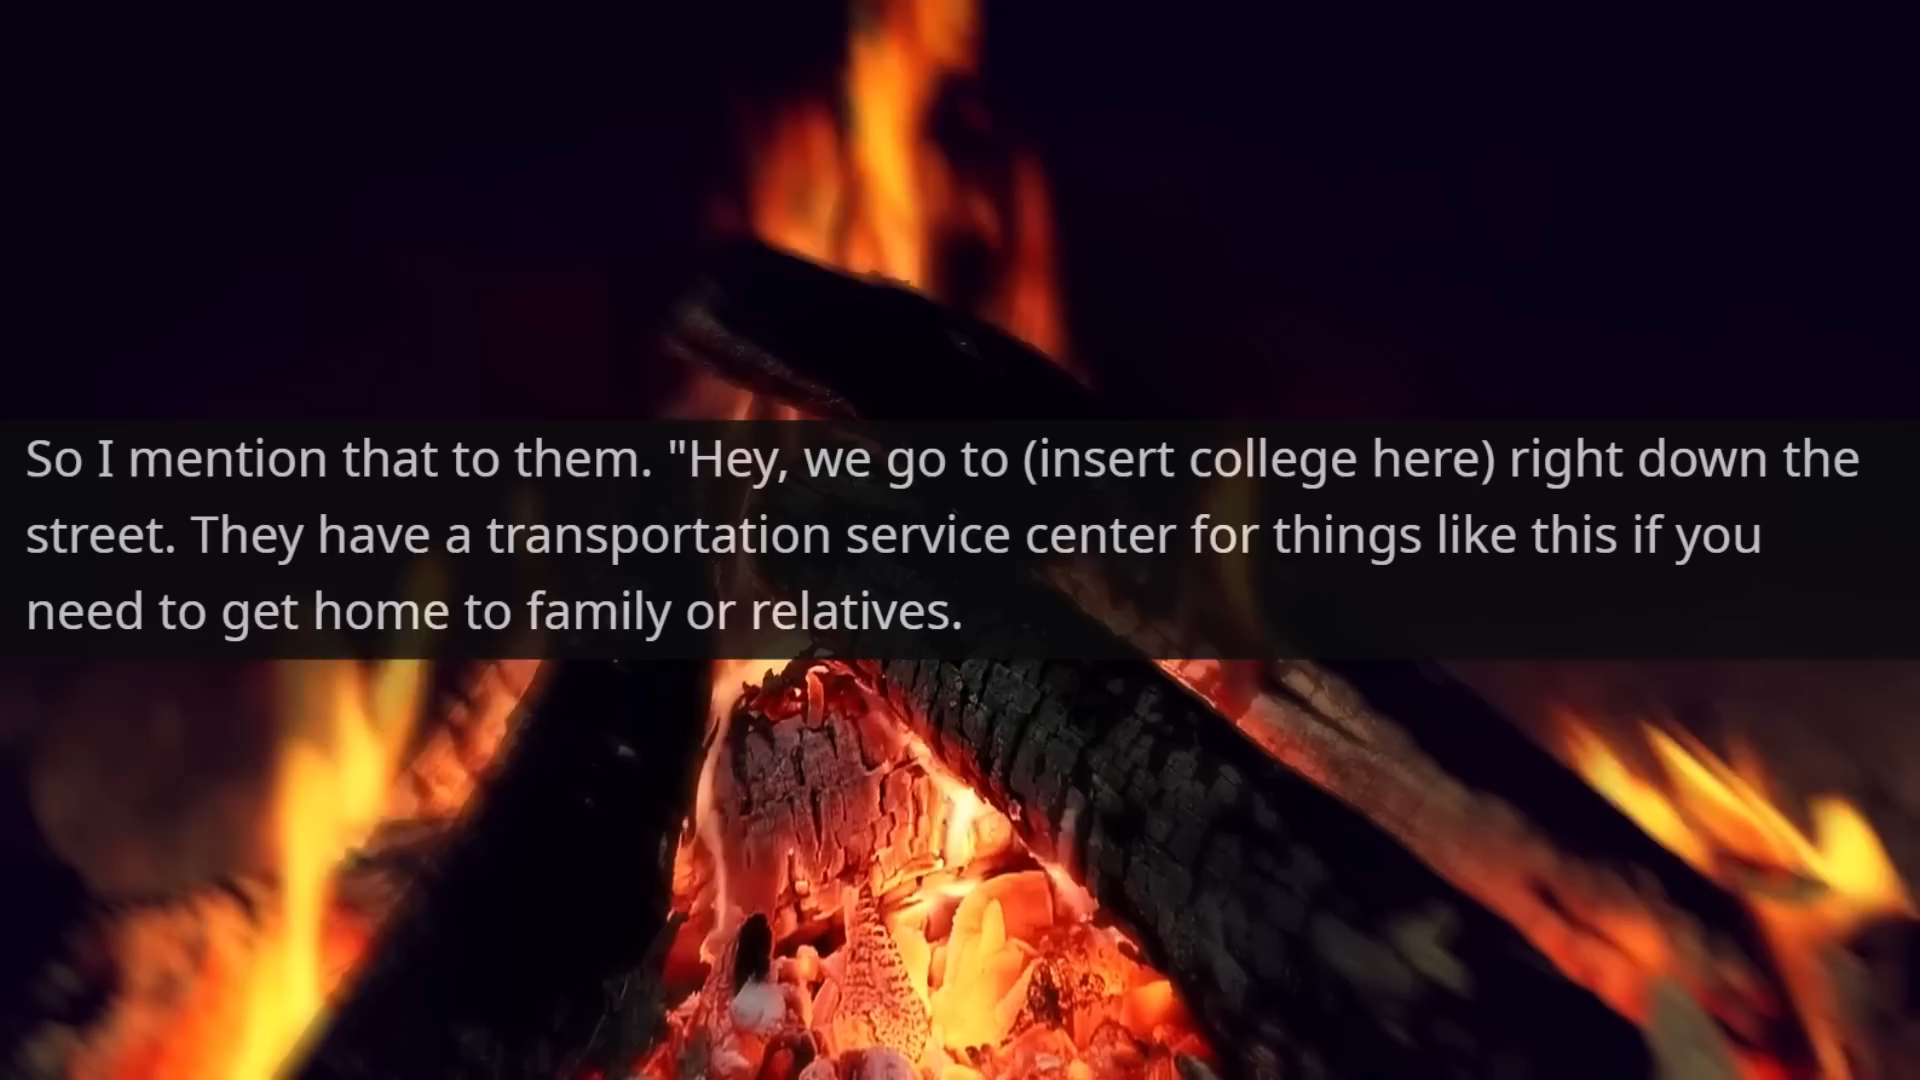 So I mention that to them. "Hey, we go to (insert college here) right down the
street. They have a transportation service center for things like this if you
need to get home to family or relatives.